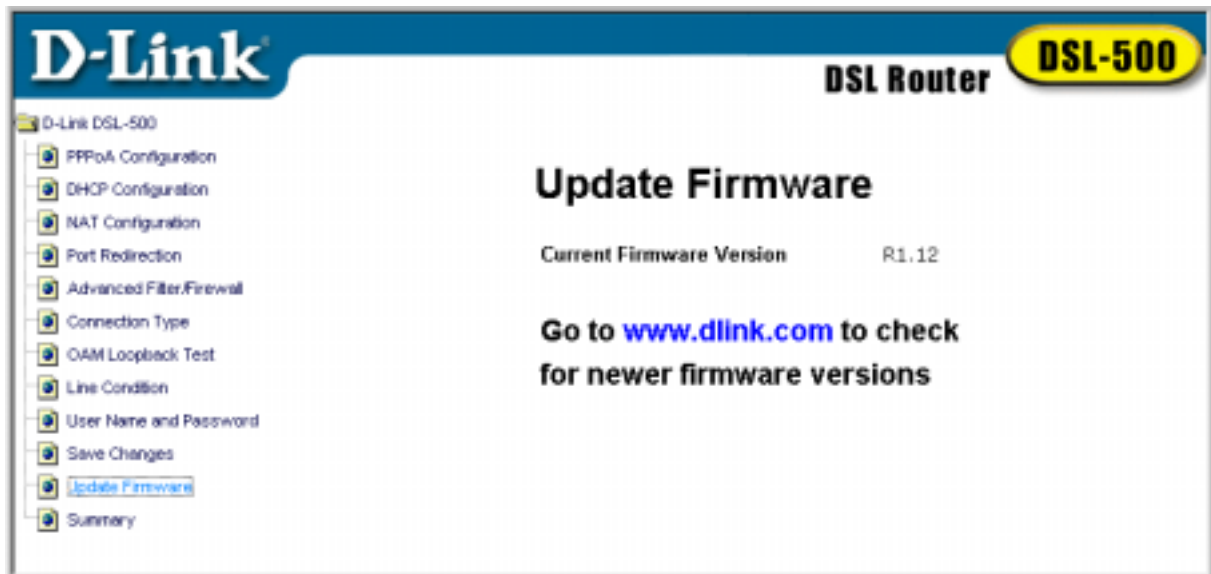 D-Link
DSL-500
DSL Router
D-Link DSL-500
PPPoA Configuration
DHCP Configuration
NAT Configuration
Port Redirection
Advanced Filter/Firewall
Connection Type
OAM Loopback Test
Line Condition
User Name and Password
Save Changes
Update Firmware
Summary
Update Firmware
Current Firmware Version R1.12
Go to www.dlink.com to check
for newer firmware versions